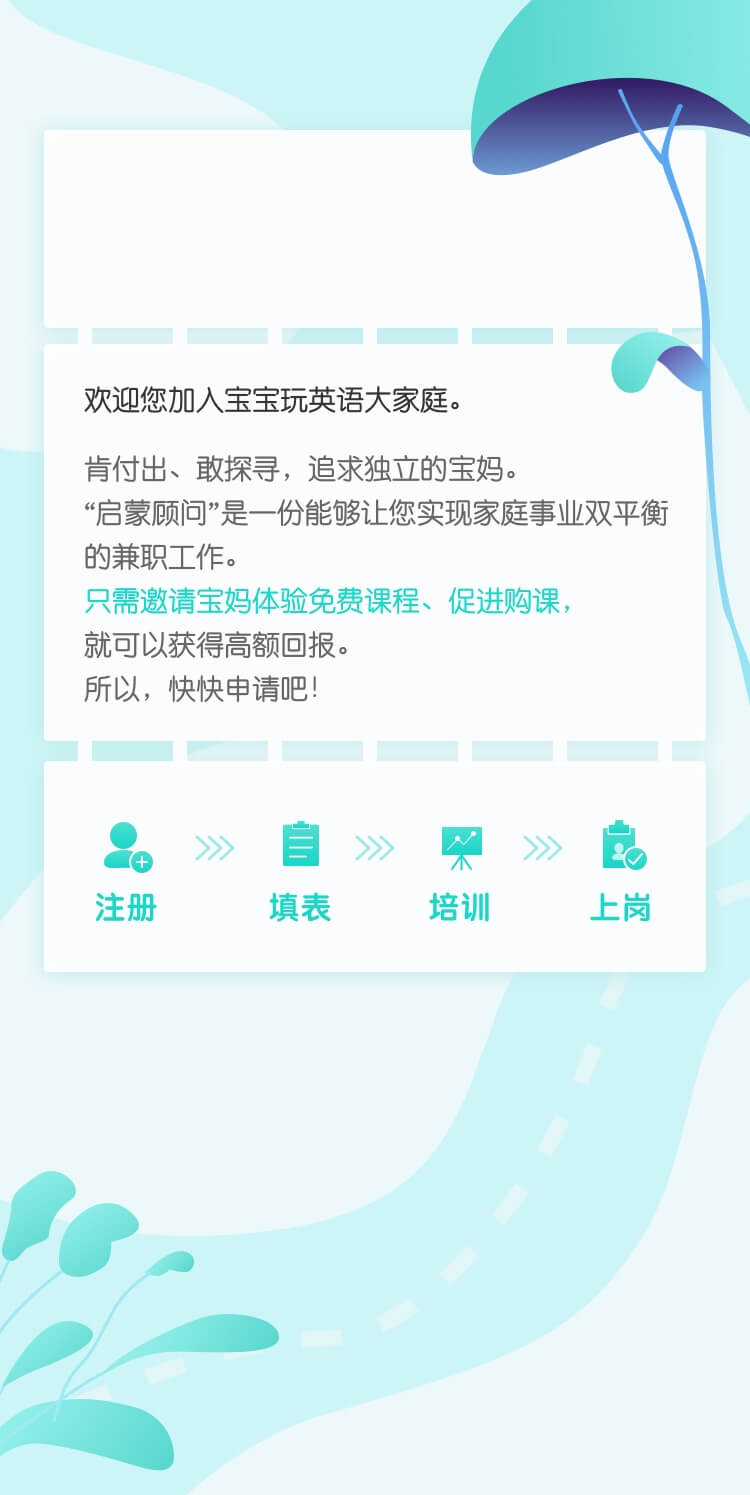 欢迎您加入宝宝玩英语大家庭。
肯付出、敢探寻，追求独立的宝妈。
“启蒙顾问”是一份能够让您实现家庭事业双平衡
的兼职工作。
只需邀请宝妈体验免费课程、促进购课，
就可以获得高额回报。
所以，快快申请吧！
注册 填表 培训 上岗